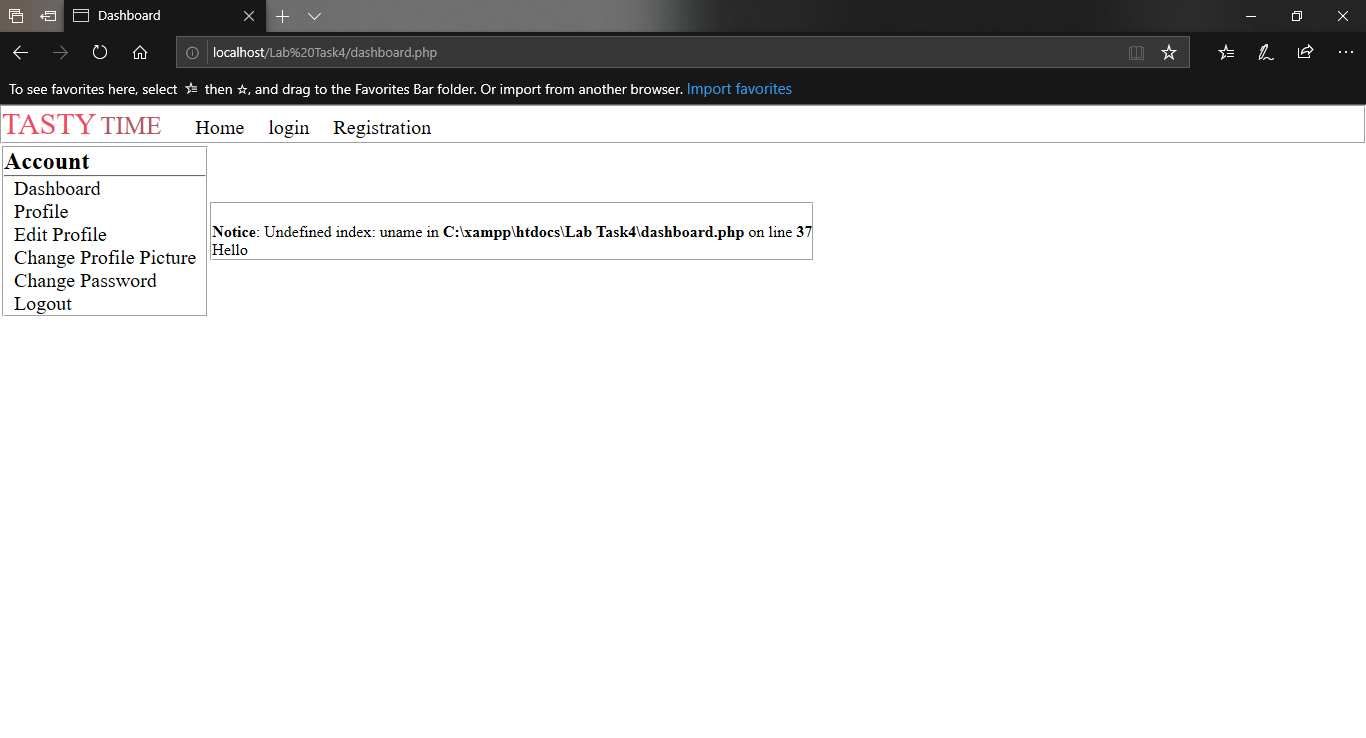 Dashboard
localhost/Lab%20Task4/dashboard.php
To see favorites here, select then , and drag to the Favorites Bar folder. Or import from another browser. Import favorites
TASTY TIME Home login Registration
Account
Dashboard
Profile
Edit Profile
Change Profile Picture
Change Password
Logout
Notice: Undefined index: uname in C:\xampp\htdocs\Lab Task4\dashboard.php on line 37
Hello